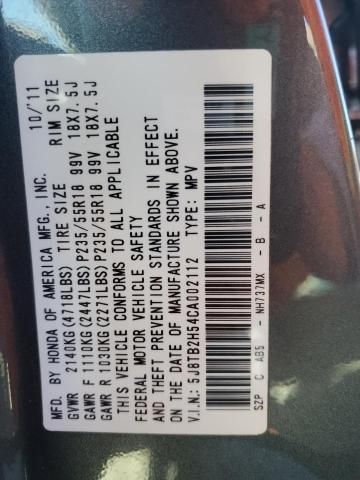 MFD. BY HONDA OF AMERICA MFG., INC. 10/11
GVWR 2140KG(4718LBS) TIRE SIZE RIM SIZE
GAWR F 1110KG(2447LBS) P235/55R18 99V 18X7.5J
GAWR R 1030KG(2271LBS) P235/55R18 99V 18X7.5J
THIS VEHICLE CONFORMS TO ALL APPLICABLE
FEDERAL MOTOR VEHICLE SAFETY
AND THEFT PREVENTION STANDARDS IN EFFECT
ON THE DATE OF MANUFACTURE SHOWN ABOVE.
V.I.N.: 5J8TB2H54CA002112 TYPE: MPV
SZP C AB5 - NH737MX - B - A